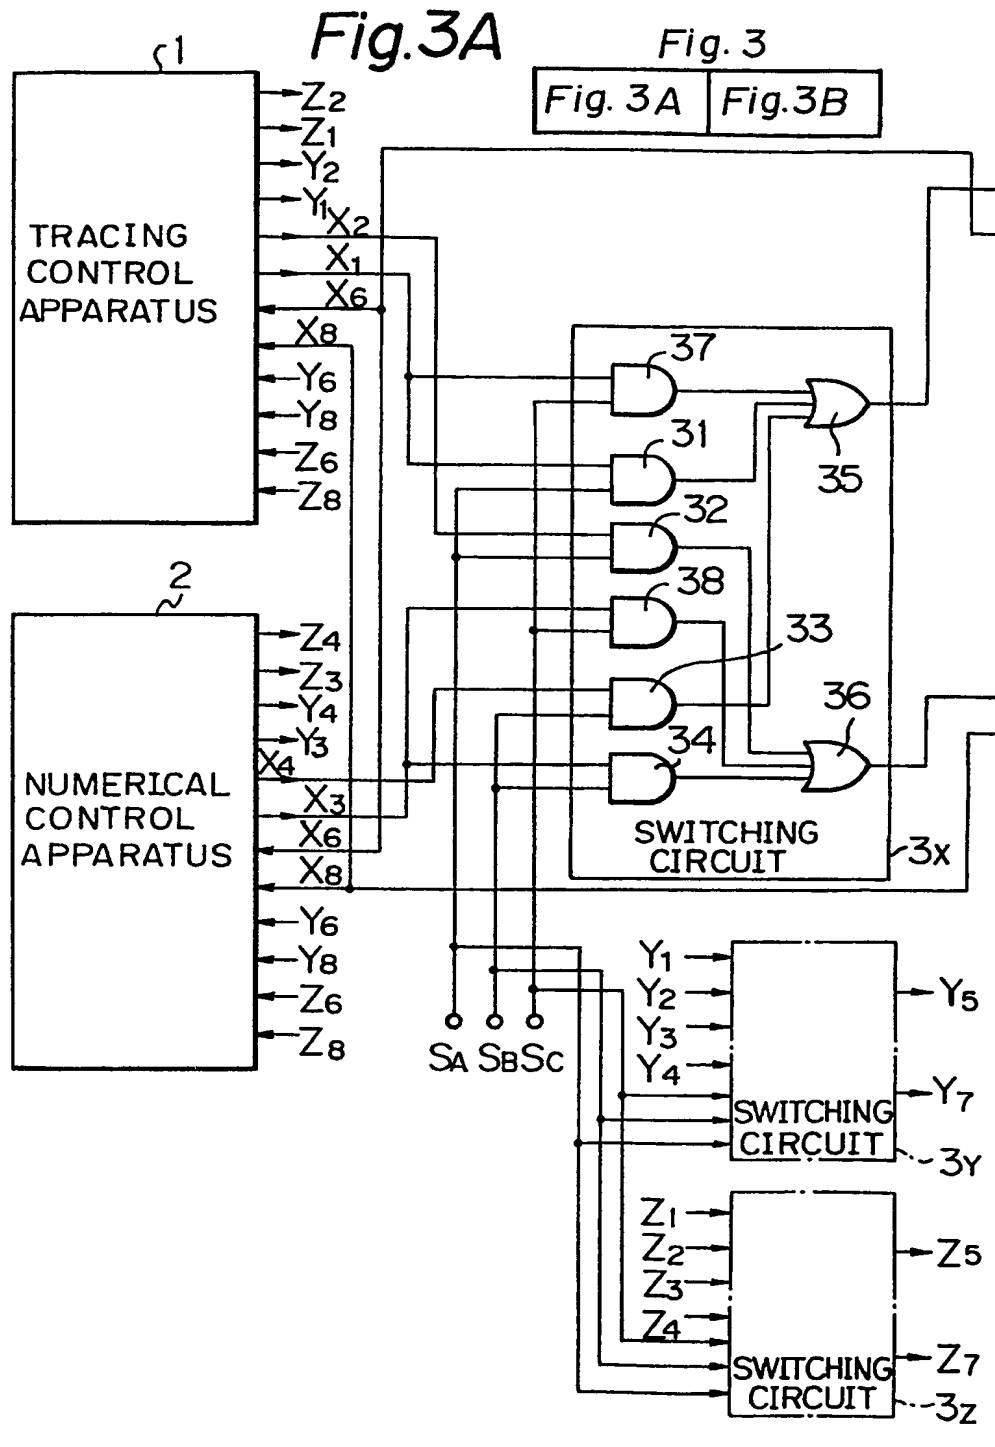 Fig.3A
Fig. 3
Fig. 3A Fig.3B
1
TRACING
CONTROL
APPARATUS
Z2
Z1
Y2
Y1
X2
X1
X6
X8
Y6
Y8
Z6
Z8
2
NUMERICAL
CONTROL
APPARATUS
Z4
Z3
Y4
Y3
X4
X3
X6
X8
Y6
Y8
Z6
Z8
37
31
32
38
33
34
35
36
SWITCHING
CIRCUIT
3X
SA SB SC
Y1
Y2
Y3
Y4
SWITCHING
CIRCUIT
Y5
Y7
3Y
Z1
Z2
Z3
Z4
SWITCHING
CIRCUIT
Z5
Z7
3Z